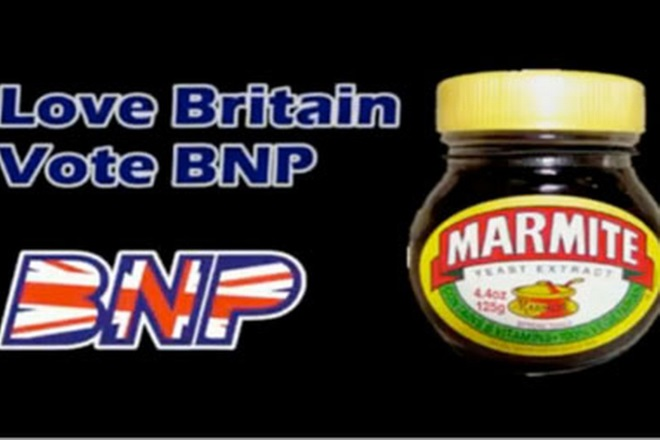 Love Britain
Vote BNP
BNP
MARMITE
YEAST EXTRACT
4.4oz
125g